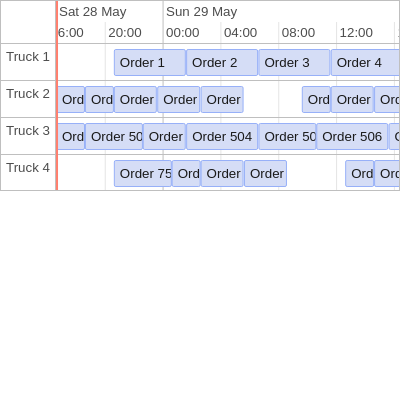 Sat 28 May Sun 29 May
6:00 20:00 00:00 04:00 08:00 12:00
Truck 1 Order 1 Order 2 Order 3 Order 4
Truck 2 Ord Ord Order Order Order Ord Order Ord
Truck 3 Ord Order 50 Order Order 504 Order 50 Order 506
Truck 4 Order 75 Ord Order Order Ord Ord